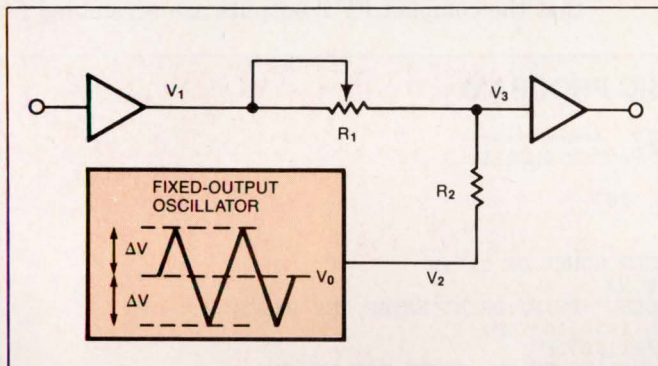 V₁
V₃
R₁
R₂
FIXED-OUTPUT
OSCILLATOR
ΔV
V₀
V₂
ΔV